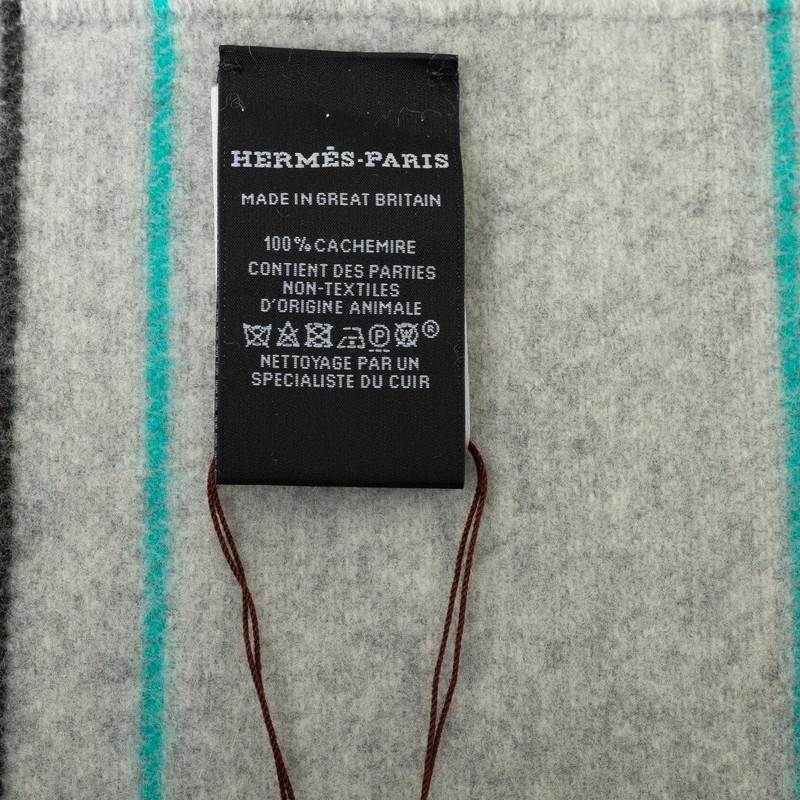 HERMÈS-PARIS
MADE IN GREAT BRITAIN
100% CACHEMIRE
CONTIENT DES PARTIES
NON-TEXTILES
D'ORIGINE ANIMALE
P W ®
NETTOYAGE PAR UN
SPECIALISTE DU CUIR